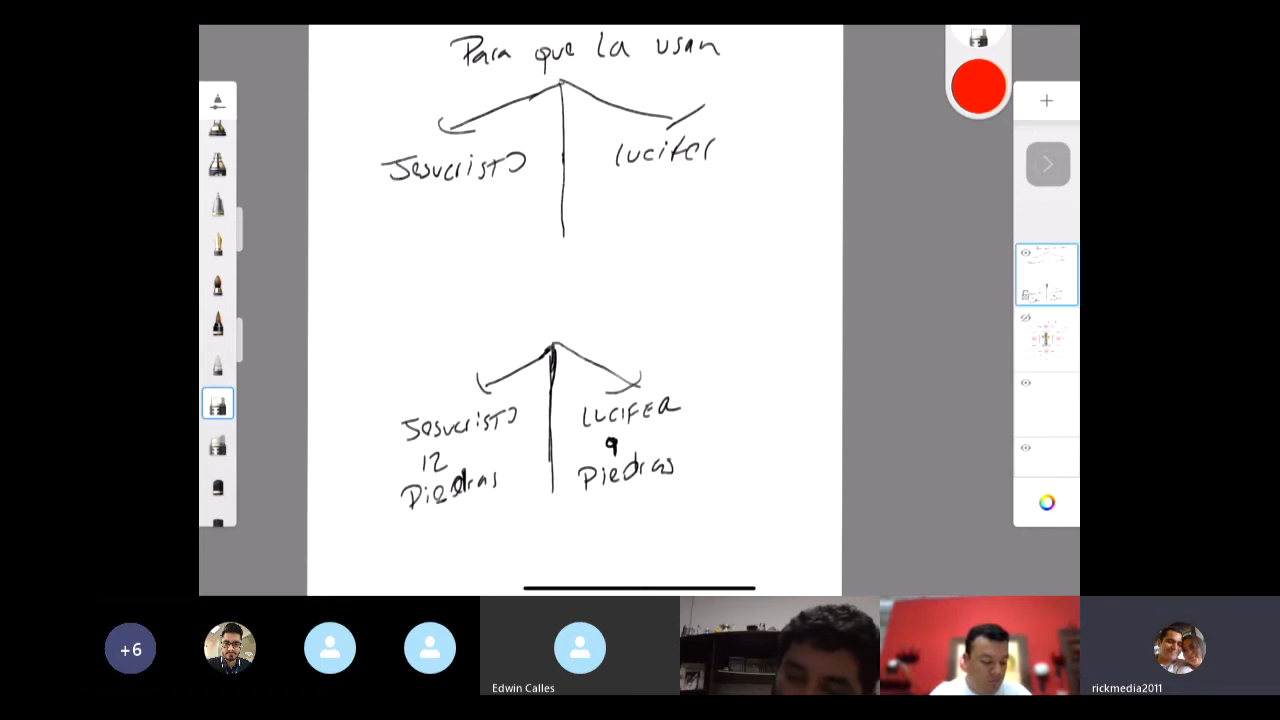 Para que la usan
Jesucristo
lucifer
Jesucristo
12
Piedras
LUCIFER
9
Piedras
+6
Edwin Calles
rickmedia2011